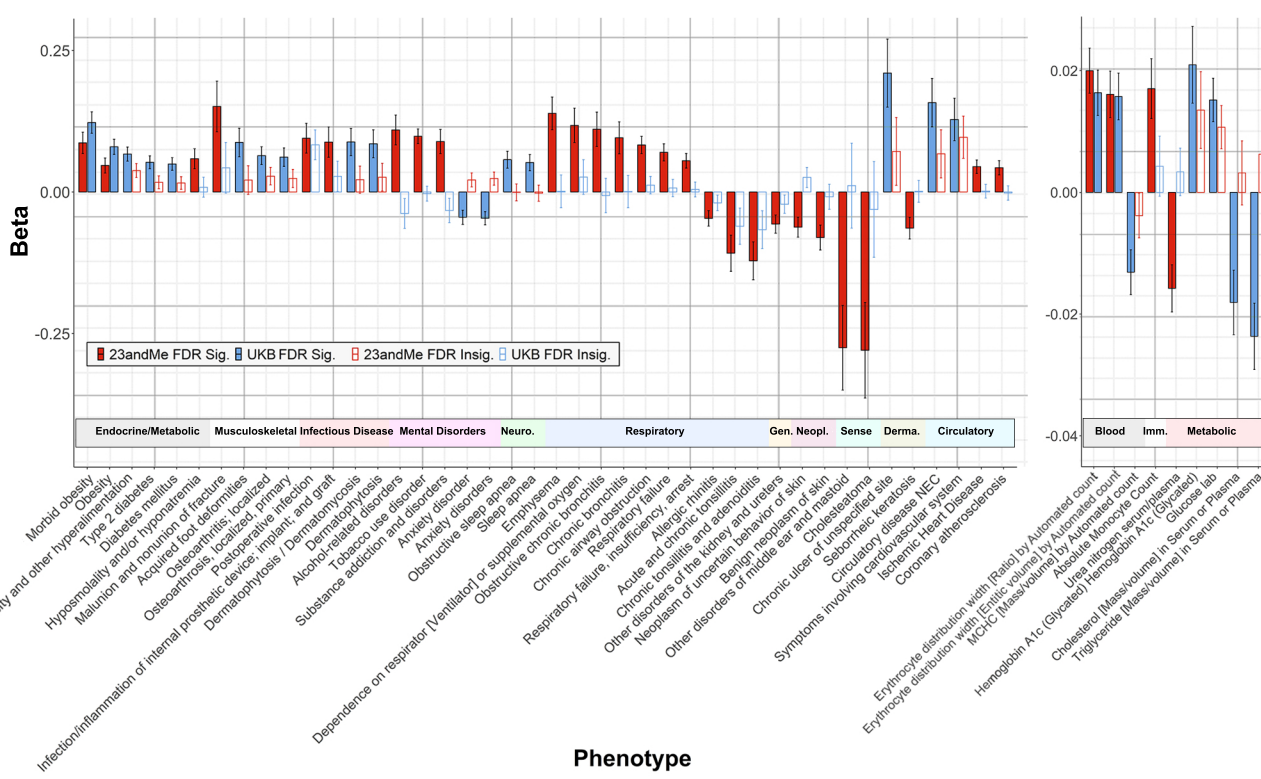 Beta
0.25
0.00
-0.25
23andMe FDR Sig.
UKB FDR Sig.
23andMe FDR Insig.
UKB FDR Insig.
Endocrine/Metabolic
Musculoskeletal
Infectious Disease
Mental Disorders
Neuro.
Respiratory
Gen.
Neopl.
Sense
Derma.
Circulatory
Morbid obesity
Obesity
and other hyperalimentation
Type 2 diabetes
Diabetes mellitus
Hyposmolality and/or hyponatremia
Malunion and nonunion of fracture
Acquired foot deformities
Osteoarthritis; localized
Osteoarthrosis, localized, primary
Postoperative infection
Infection/inflammation of internal prosthetic device; implant; and graft
Dermatophytosis / Dermatomycosis
Dermatophytosis
Alcohol-related disorders
Tobacco use disorder
Substance addiction and disorders
Anxiety disorder
Anxiety disorders
Obstructive sleep apnea
Sleep apnea
Emphysema
Dependence on respirator [Ventilator] or supplemental oxygen
Obstructive chronic bronchitis
Chronic bronchitis
Chronic airway obstruction
Respiratory failure
Respiratory failure, insufficiency, arrest
Allergic rhinitis
Acute and chronic tonsillitis
Chronic tonsillitis and adenoiditis
Other disorders of the kidney and ureters
Neoplasm of uncertain behavior of skin
Benign neoplasm of skin
Other disorders of middle ear and mastoid
Cholesteatoma
Chronic ulcer of unspecified site
Seborrheic keratosis
Circulatory disease NEC
Symptoms involving cardiovascular system
Ischemic Heart Disease
Coronary atherosclerosis
0.02
0.00
-0.02
-0.04
Blood
Imm.
Metabolic
Erythrocyte distribution width [Ratio] by Automated count
Erythrocyte distribution width [Entitic volume] by Automated count
MCHC [Mass/volume] by Automated count
Absolute Monocyte Count
Urea nitrogen serum/plasma
Hemoglobin A1c (Glycated) Hemoglobin A1c (Glycated)
Glucose lab
Cholesterol [Mass/volume] in Serum or Plasma
Triglyceride [Mass/volume] in Serum or Plasma
Phenotype